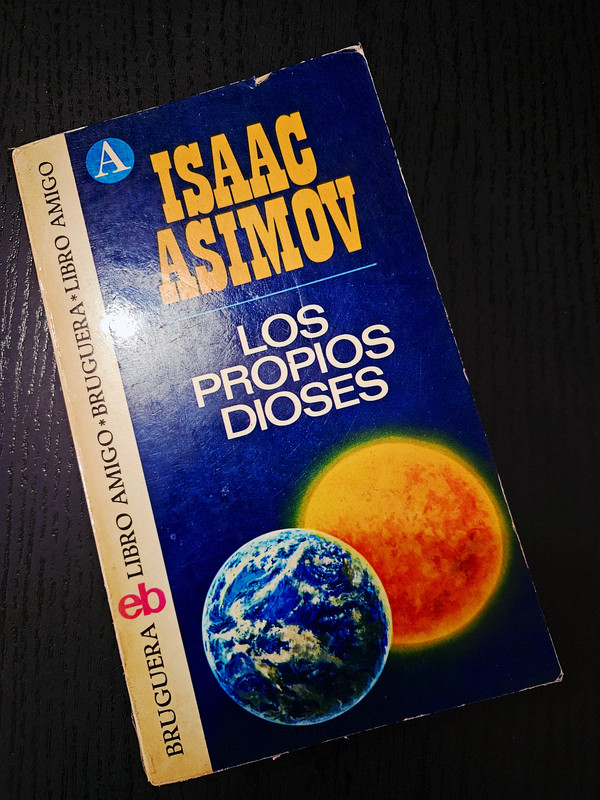 A
ISAAC
ASIMOV
LOS
PROPIOS
DIOSES
BRUGUERA eb LIBRO AMIGO*BRUGUERA*LIBRO AMIGO